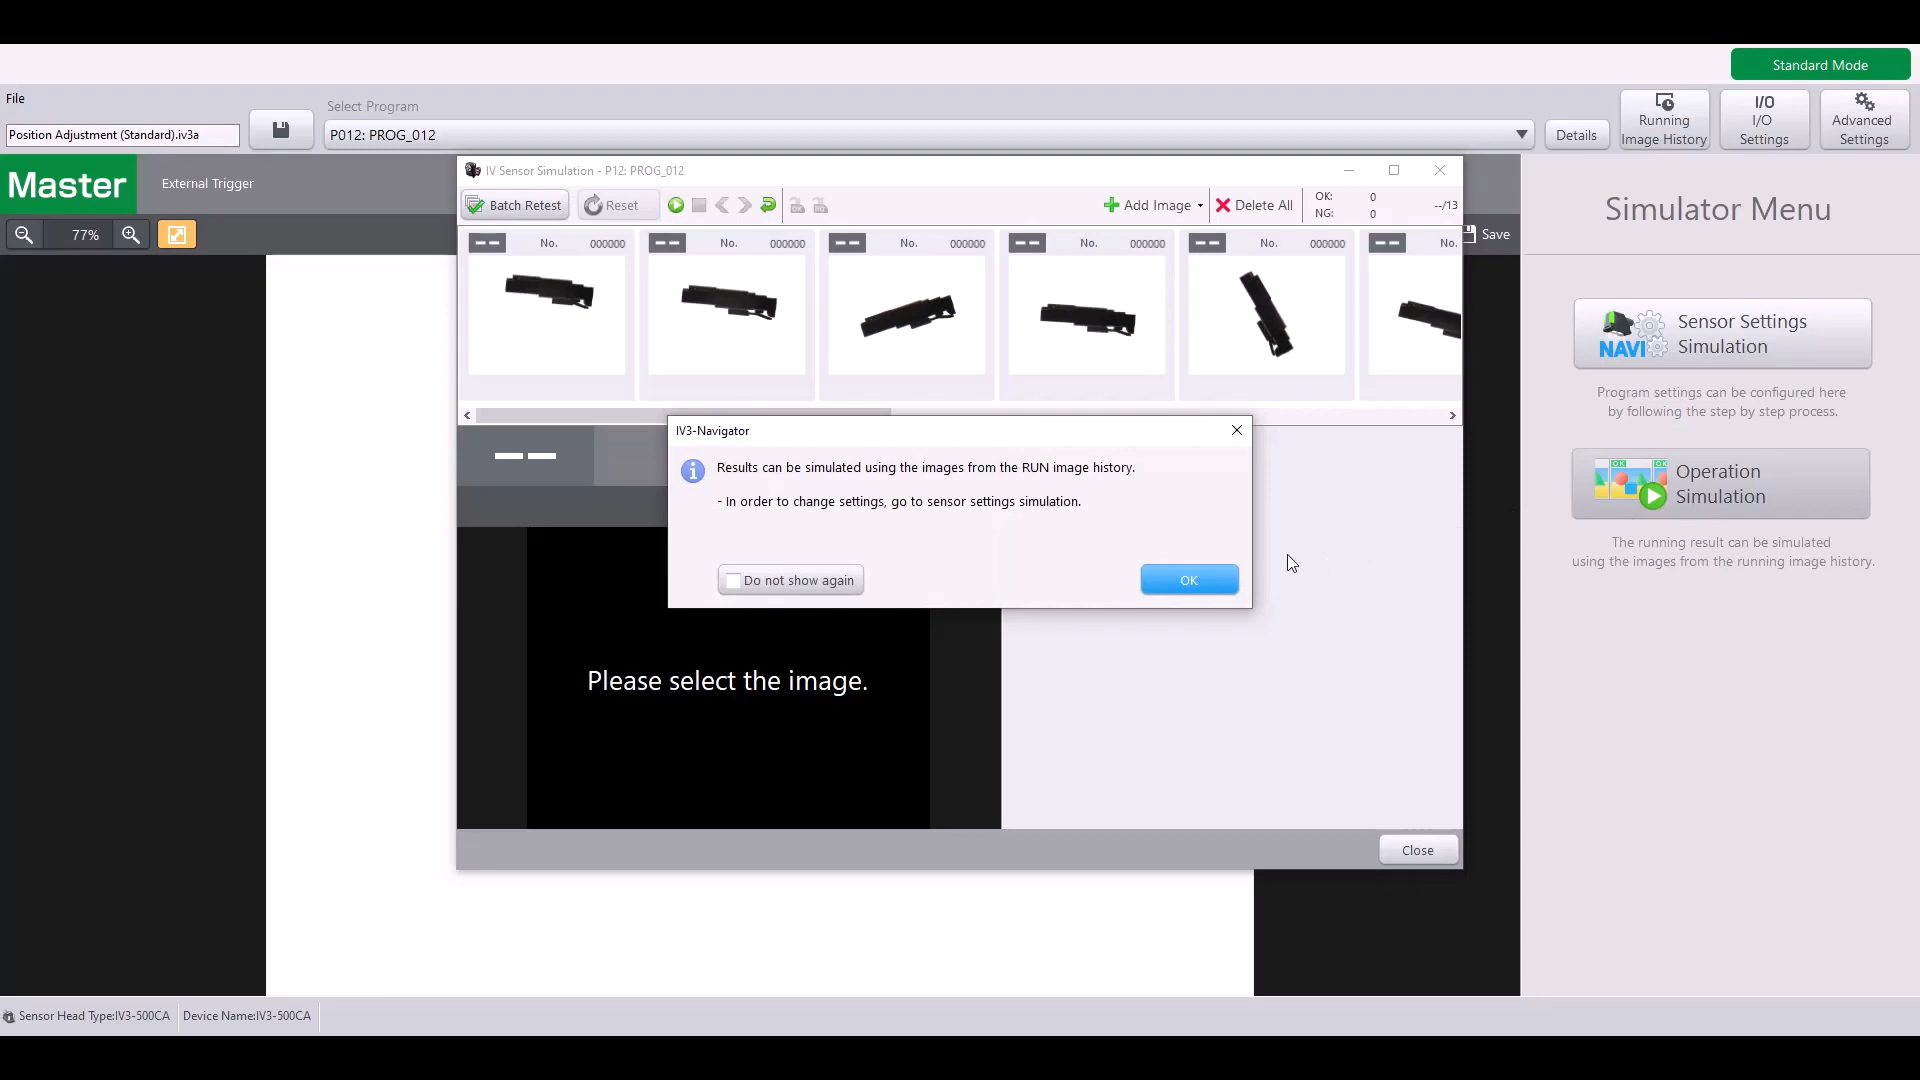 Standard Mode
File
Position Adjustment (Standard).iv3a
Select Program
P012: PROG_012
Details
Running
Image History
I/O
I/O
Settings
Advanced
Settings
Master
External Trigger
77%
IV Sensor Simulation - P12: PROG_012
Batch Retest
Reset
Add Image
Delete All
OK: 0
NG: 0
--/13
Save
No. 000000
No. 000000
No. 000000
No. 000000
No. 000000
No.
Simulator Menu
NAVI
Sensor Settings
Simulation
Program settings can be configured here
by following the step by step process.
Operation
Simulation
The running result can be simulated
using the images from the running image history.
IV3-Navigator
Results can be simulated using the images from the RUN image history.
- In order to change settings, go to sensor settings simulation.
Do not show again
OK
Please select the image.
Close
Sensor Head Type:IV3-500CA
Device Name:IV3-500CA